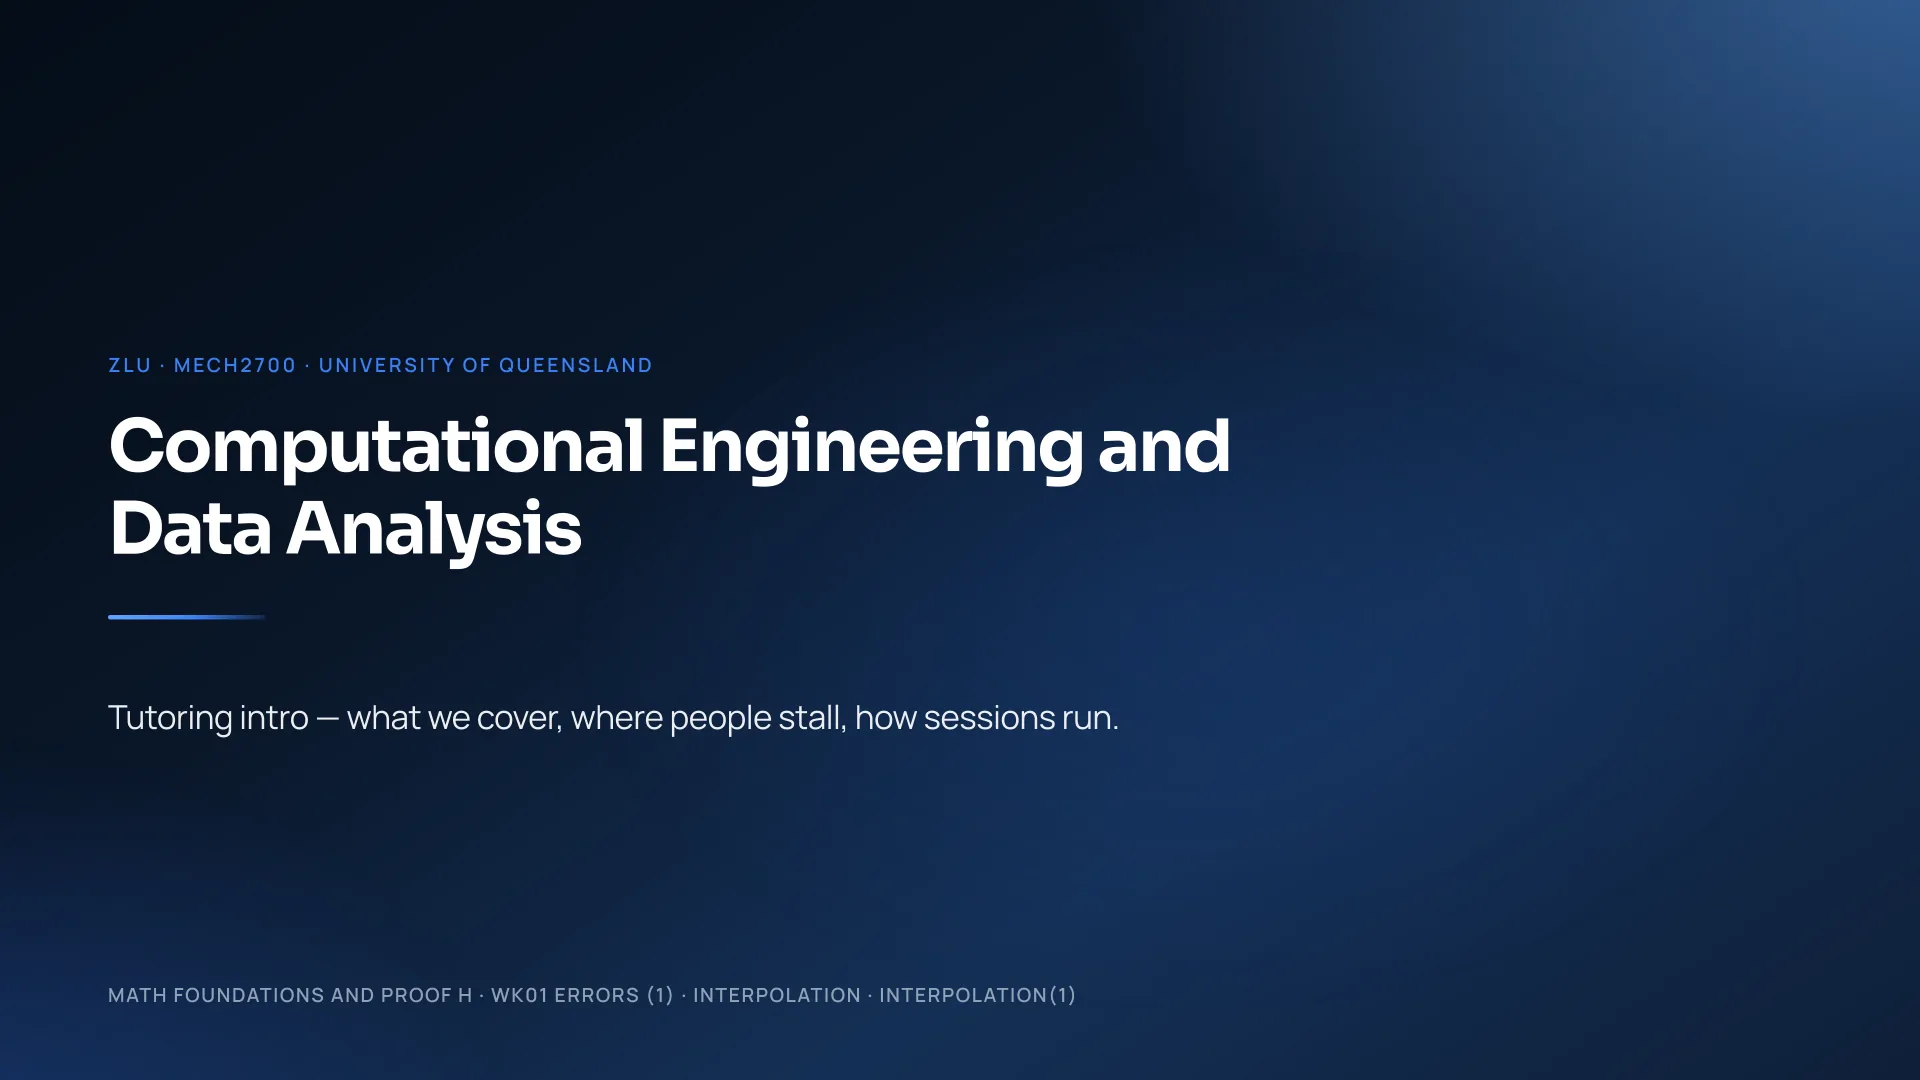 ZLU · MECH2700 · UNIVERSITY OF QUEENSLAND
Computational Engineering and
Data Analysis
Tutoring intro — what we cover, where people stall, how sessions run.
MATH FOUNDATIONS AND PROOF H · WK01 ERRORS (1) · INTERPOLATION · INTERPOLATION(1)